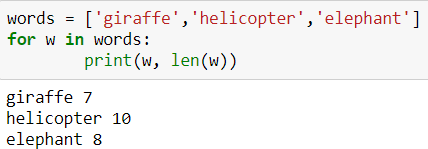 words = ['giraffe','helicopter','elephant']
for w in words:
        print(w, len(w))
giraffe 7
helicopter 10
elephant 8